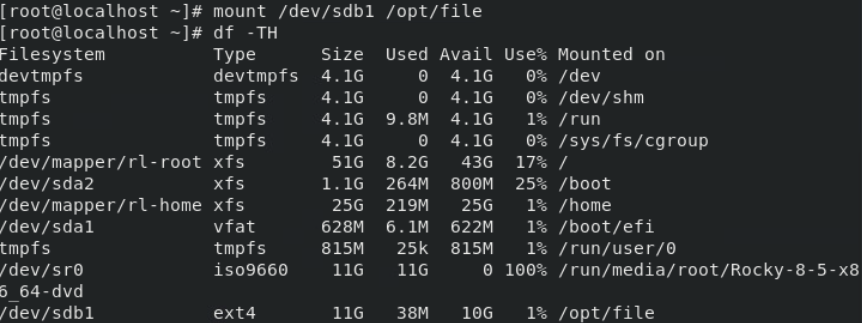 [root@localhost ~]# mount /dev/sdb1 /opt/file
[root@localhost ~]# df -TH
Filesystem          Type      Size  Used Avail Use% Mounted on
devtmpfs            devtmpfs  4.1G     0  4.1G   0% /dev
tmpfs               tmpfs     4.1G     0  4.1G   0% /dev/shm
tmpfs               tmpfs     4.1G  9.8M  4.1G   1% /run
tmpfs               tmpfs     4.1G     0  4.1G   0% /sys/fs/cgroup
/dev/mapper/rl-root xfs        51G  8.2G   43G  17% /
/dev/sda2           xfs       1.1G  264M  800M  25% /boot
/dev/mapper/rl-home xfs        25G  219M   25G   1% /home
/dev/sda1           vfat      628M  6.1M  622M   1% /boot/efi
tmpfs               tmpfs     815M   25k  815M   1% /run/user/0
/dev/sr0            iso9660    11G   11G     0 100% /run/media/root/Rocky-8-5-x8
6_64-dvd
/dev/sdb1           ext4       11G   38M   10G   1% /opt/file